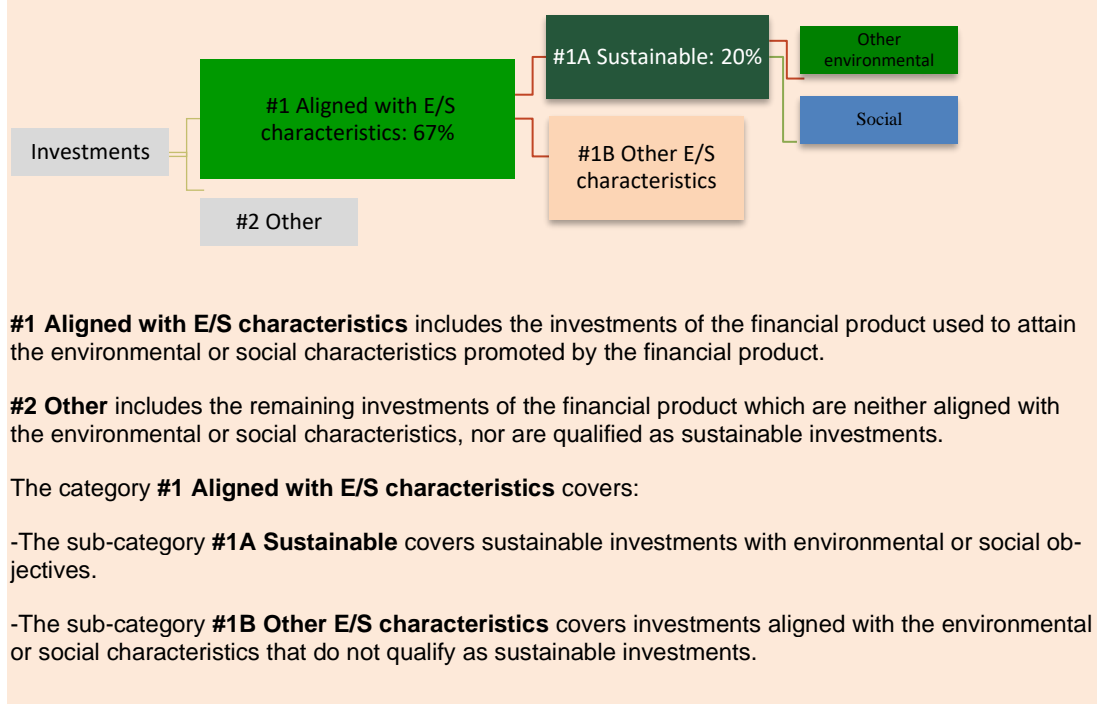 Investments
#1 Aligned with E/S
characteristics: 67%
#2 Other
#1A Sustainable: 20%
#1B Other E/S
characteristics
Other
environmental
Social
#1 Aligned with E/S characteristics includes the investments of the financial product used to attain
the environmental or social characteristics promoted by the financial product.
#2 Other includes the remaining investments of the financial product which are neither aligned with
the environmental or social characteristics, nor are qualified as sustainable investments.
The category #1 Aligned with E/S characteristics covers:
-The sub-category #1A Sustainable covers sustainable investments with environmental or social ob-
jectives.
-The sub-category #1B Other E/S characteristics covers investments aligned with the environmental
or social characteristics that do not qualify as sustainable investments.